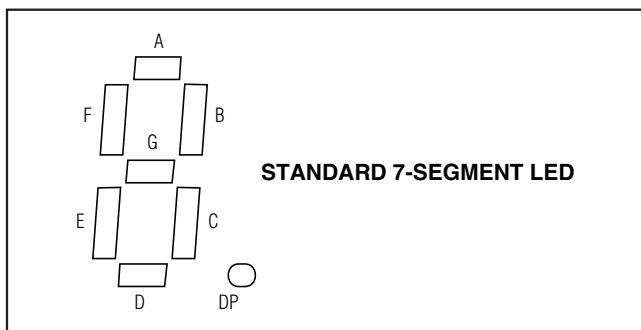 A
F B
G
STANDARD 7-SEGMENT LED
E C
D DP